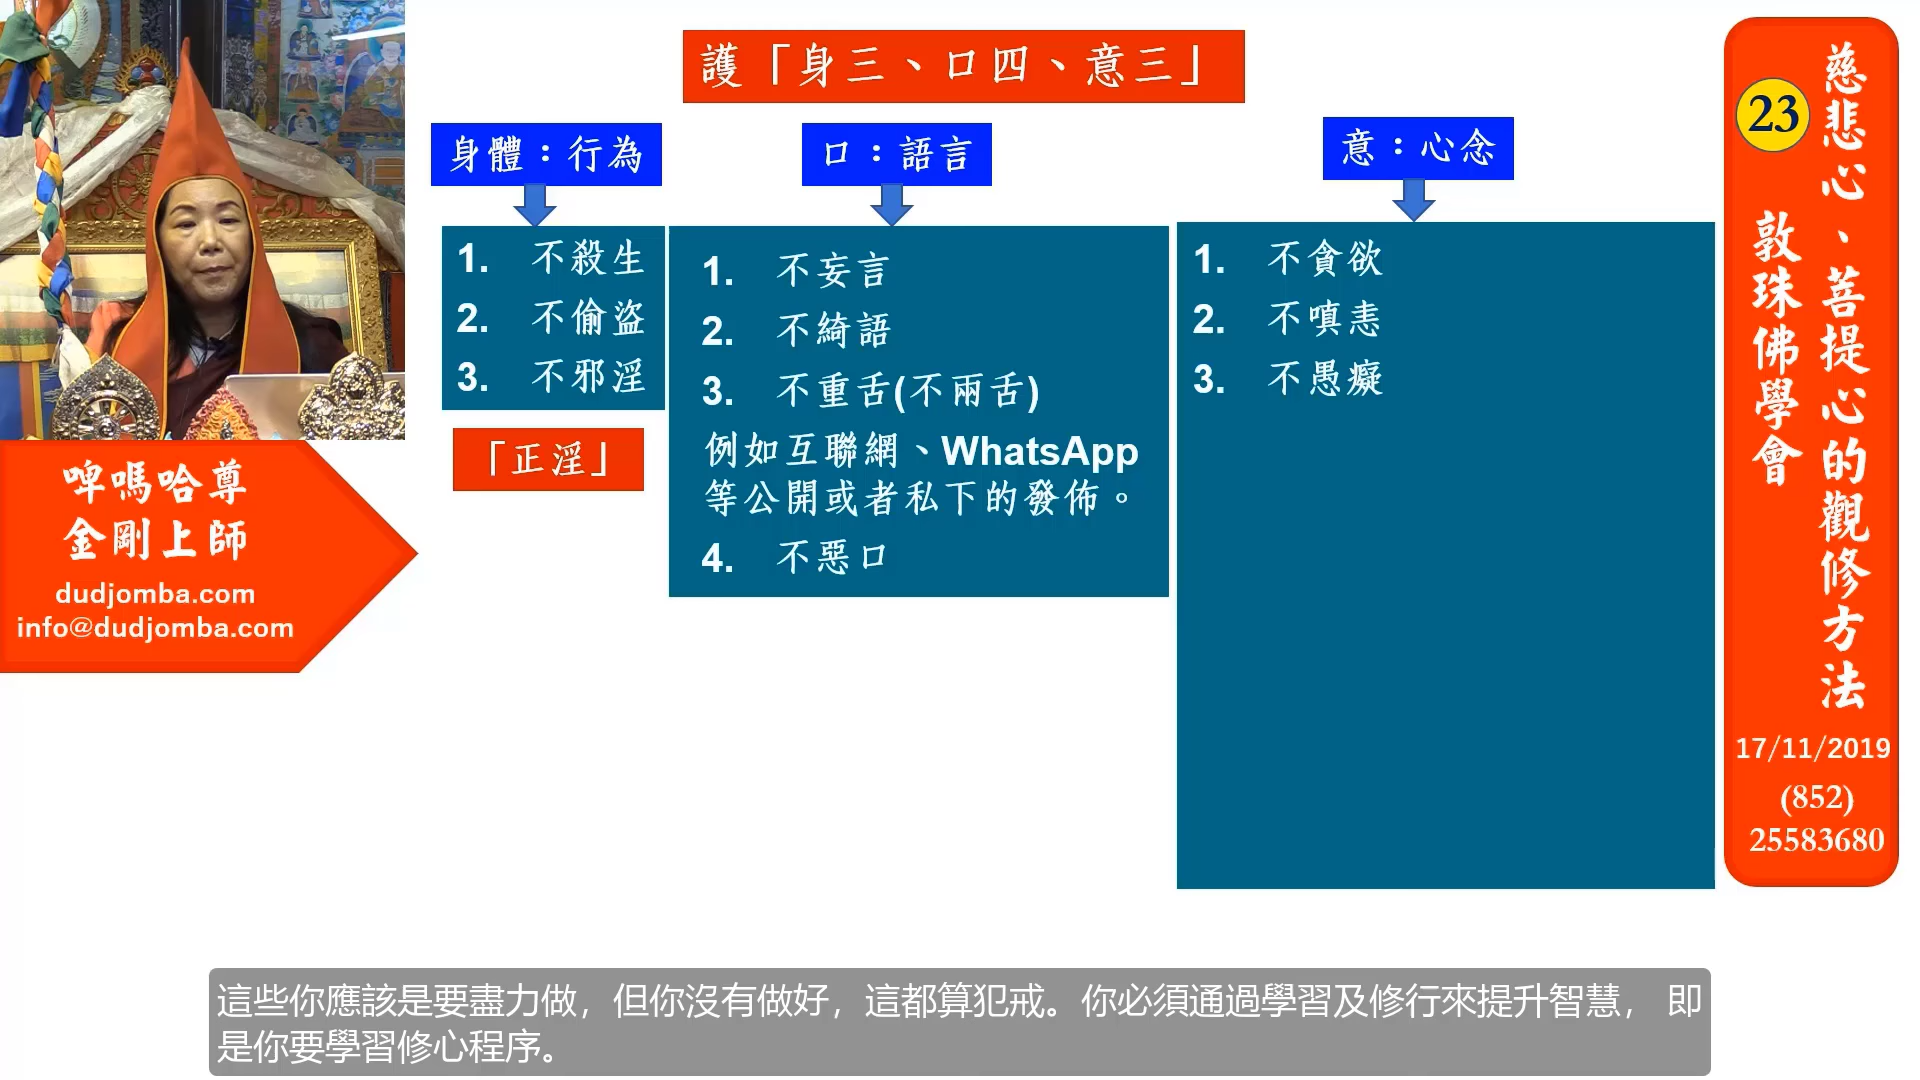 護「身三、口四、意三」
身體：行為
1. 不殺生
2. 不偷盜
3. 不邪淫
「正淫」
口：語言
1. 不妄言
2. 不綺語
3. 不重舌(不兩舌)
例如互聯網、WhatsApp
等公開或者私下的發佈。
4. 不惡口
意：心念
1. 不貪欲
2. 不嗔恚
3. 不愚癡
啤嗎哈尊
金剛上師
dudjomba.com
info@dudjomba.com
慈悲心、菩提心的觀修方法
23
敦珠佛學會
17/11/2019
(852)
25583680
這些你應該是要盡力做，但你沒有做好，這都算犯戒。你必須通過學習及修行來提升智慧， 即
是你要學習修心程序。